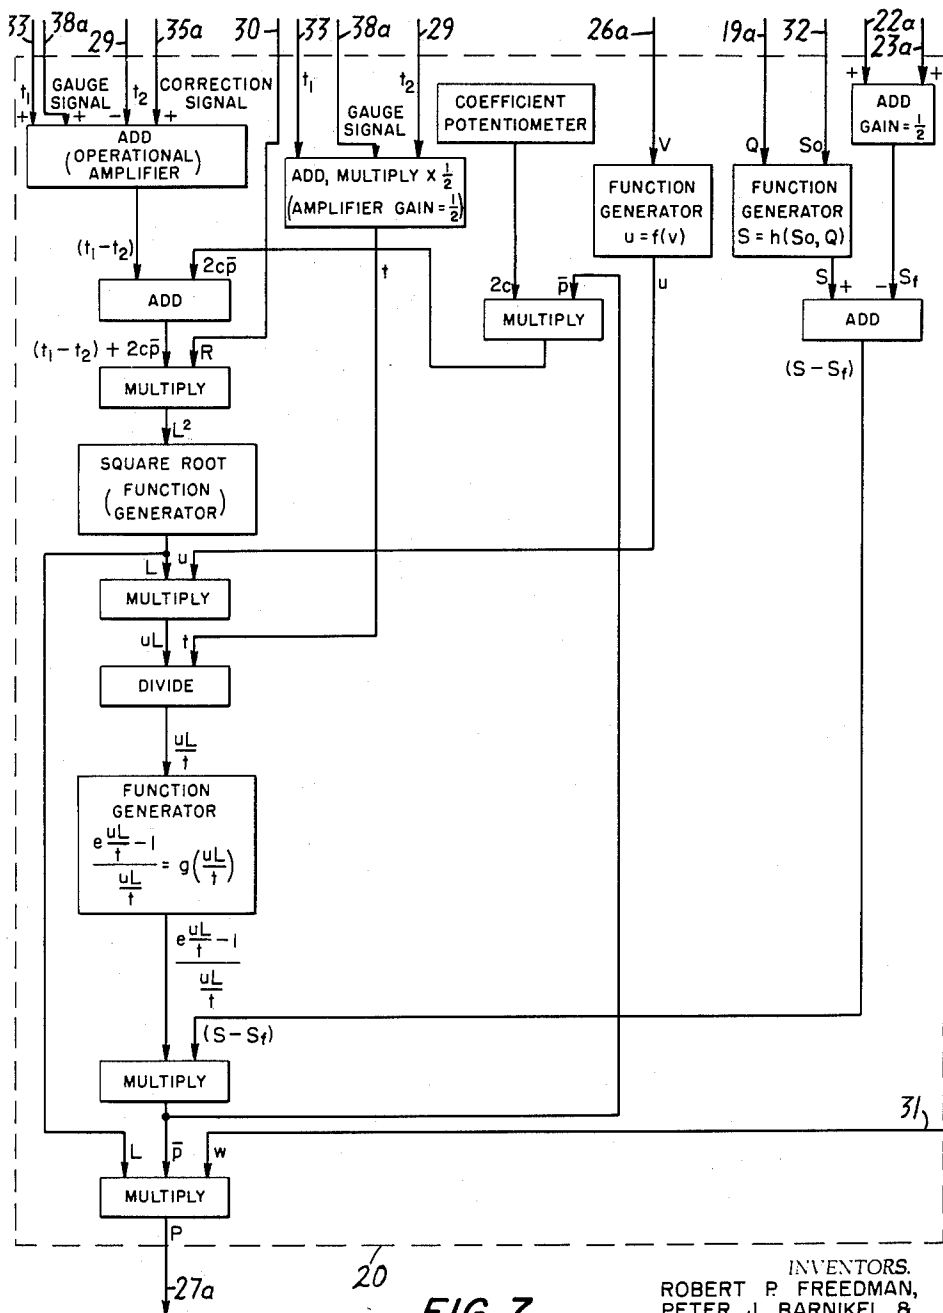 33 38a 29 35a 30 33 38a 29 26a 19a 32 22a 23a
t₁ + GAUGE SIGNAL + − t₂ CORRECTION SIGNAL +
ADD
(OPERATIONAL AMPLIFIER)
t₁ GAUGE SIGNAL t₂
ADD, MULTIPLY × ½
(AMPLIFIER GAIN = ½)
COEFFICIENT
POTENTIOMETER
V
FUNCTION
GENERATOR
u = f(v)
Q So
FUNCTION
GENERATOR
S = h(So, Q)
+ +
ADD
GAIN = ½
(t₁ − t₂) 2cp̄
ADD
t
2c p̄
MULTIPLY
u
S + − Sf
ADD
(t₁ − t₂) + 2cp̄ R
MULTIPLY
(S − Sf)
L²
SQUARE ROOT
(FUNCTION
GENERATOR)
L u
MULTIPLY
uL t
DIVIDE
uL/t
FUNCTION
GENERATOR
(e uL/t − 1)/(uL/t) = g(uL/t)
(e uL/t − 1)/(uL/t)
(S − Sf)
MULTIPLY
31
L p̄ w
MULTIPLY
P
20
27a
INVENTORS.
ROBERT P. FREEDMAN,